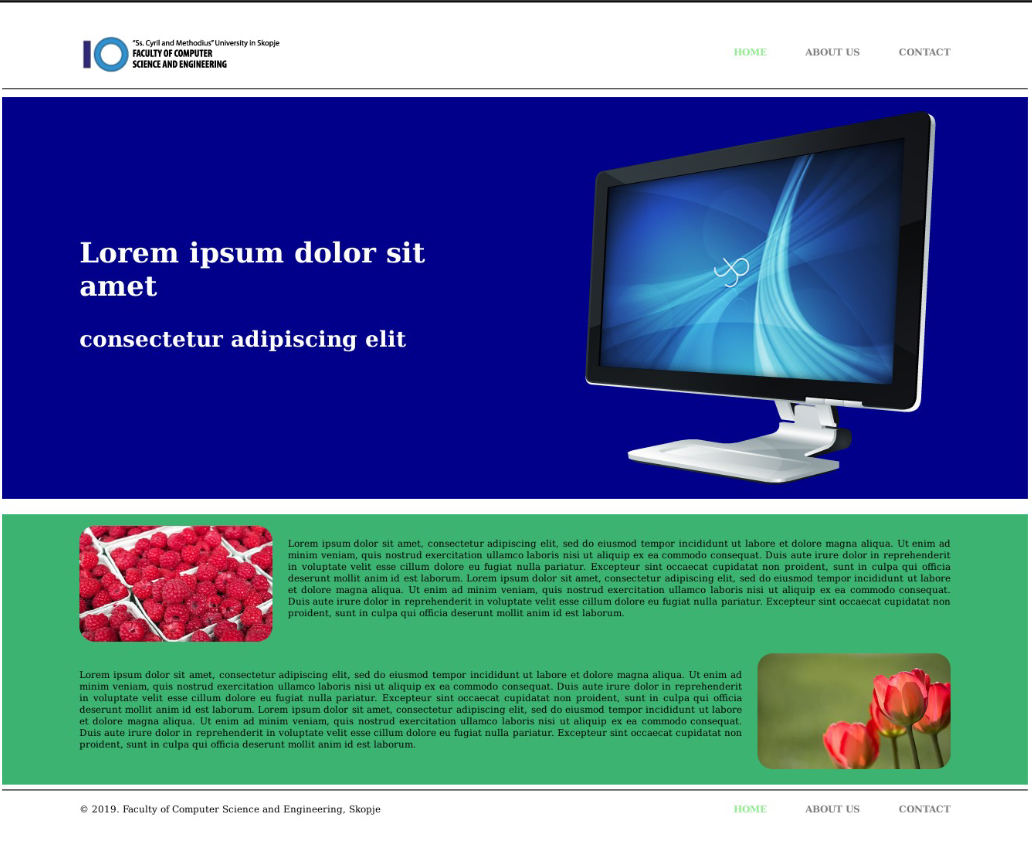 "Ss. Cyril and Methodius" University in Skopje
FACULTY OF COMPUTER
SCIENCE AND ENGINEERING
HOME ABOUT US CONTACT
Lorem ipsum dolor sit
amet
consectetur adipiscing elit
Lorem ipsum dolor sit amet, consectetur adipiscing elit, sed do eiusmod tempor incididunt ut labore et dolore magna aliqua. Ut enim ad
minim veniam, quis nostrud exercitation ullamco laboris nisi ut aliquip ex ea commodo consequat. Duis aute irure dolor in reprehenderit
in voluptate velit esse cillum dolore eu fugiat nulla pariatur. Excepteur sint occaecat cupidatat non proident, sunt in culpa qui officia
deserunt mollit anim id est laborum. Lorem ipsum dolor sit amet, consectetur adipiscing elit, sed do eiusmod tempor incididunt ut labore
et dolore magna aliqua. Ut enim ad minim veniam, quis nostrud exercitation ullamco laboris nisi ut aliquip ex ea commodo consequat.
Duis aute irure dolor in reprehenderit in voluptate velit esse cillum dolore eu fugiat nulla pariatur. Excepteur sint occaecat cupidatat non
proident, sunt in culpa qui officia deserunt mollit anim id est laborum.
Lorem ipsum dolor sit amet, consectetur adipiscing elit, sed do eiusmod tempor incididunt ut labore et dolore magna aliqua. Ut enim ad
minim veniam, quis nostrud exercitation ullamco laboris nisi ut aliquip ex ea commodo consequat. Duis aute irure dolor in reprehenderit
in voluptate velit esse cillum dolore eu fugiat nulla pariatur. Excepteur sint occaecat cupidatat non proident, sunt in culpa qui officia
deserunt mollit anim id est laborum. Lorem ipsum dolor sit amet, consectetur adipiscing elit, sed do eiusmod tempor incididunt ut labore
et dolore magna aliqua. Ut enim ad minim veniam, quis nostrud exercitation ullamco laboris nisi ut aliquip ex ea commodo consequat.
Duis aute irure dolor in reprehenderit in voluptate velit esse cillum dolore eu fugiat nulla pariatur. Excepteur sint occaecat cupidatat non
proident, sunt in culpa qui officia deserunt mollit anim id est laborum.
© 2019. Faculty of Computer Science and Engineering, Skopje
HOME ABOUT US CONTACT